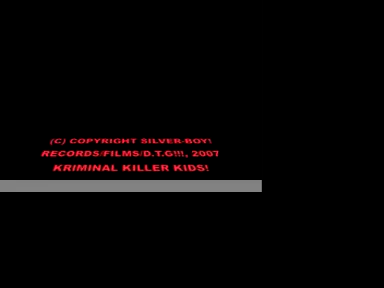 (C) COPYRIGHT SILVER-BOY!
RECORDS/FILMS/D.T.G!!!, 2007
KRIMINAL KILLER KIDS!